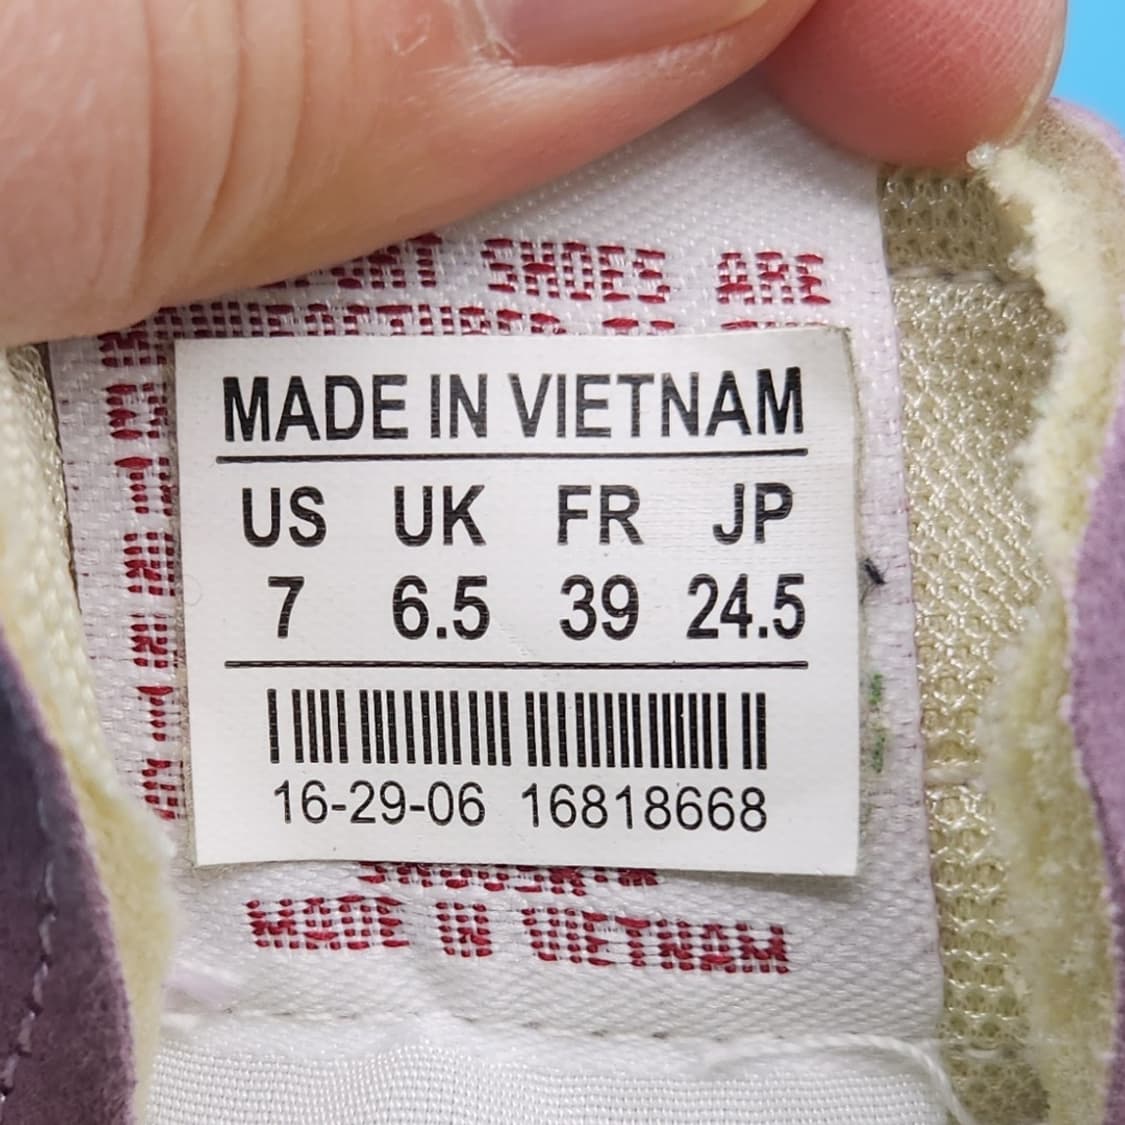 SHOES ARE
MADE IN VIETNAM
US UK FR JP
7 6.5 39 24.5
16-29-06 16818668
MADE IN VIETNAM